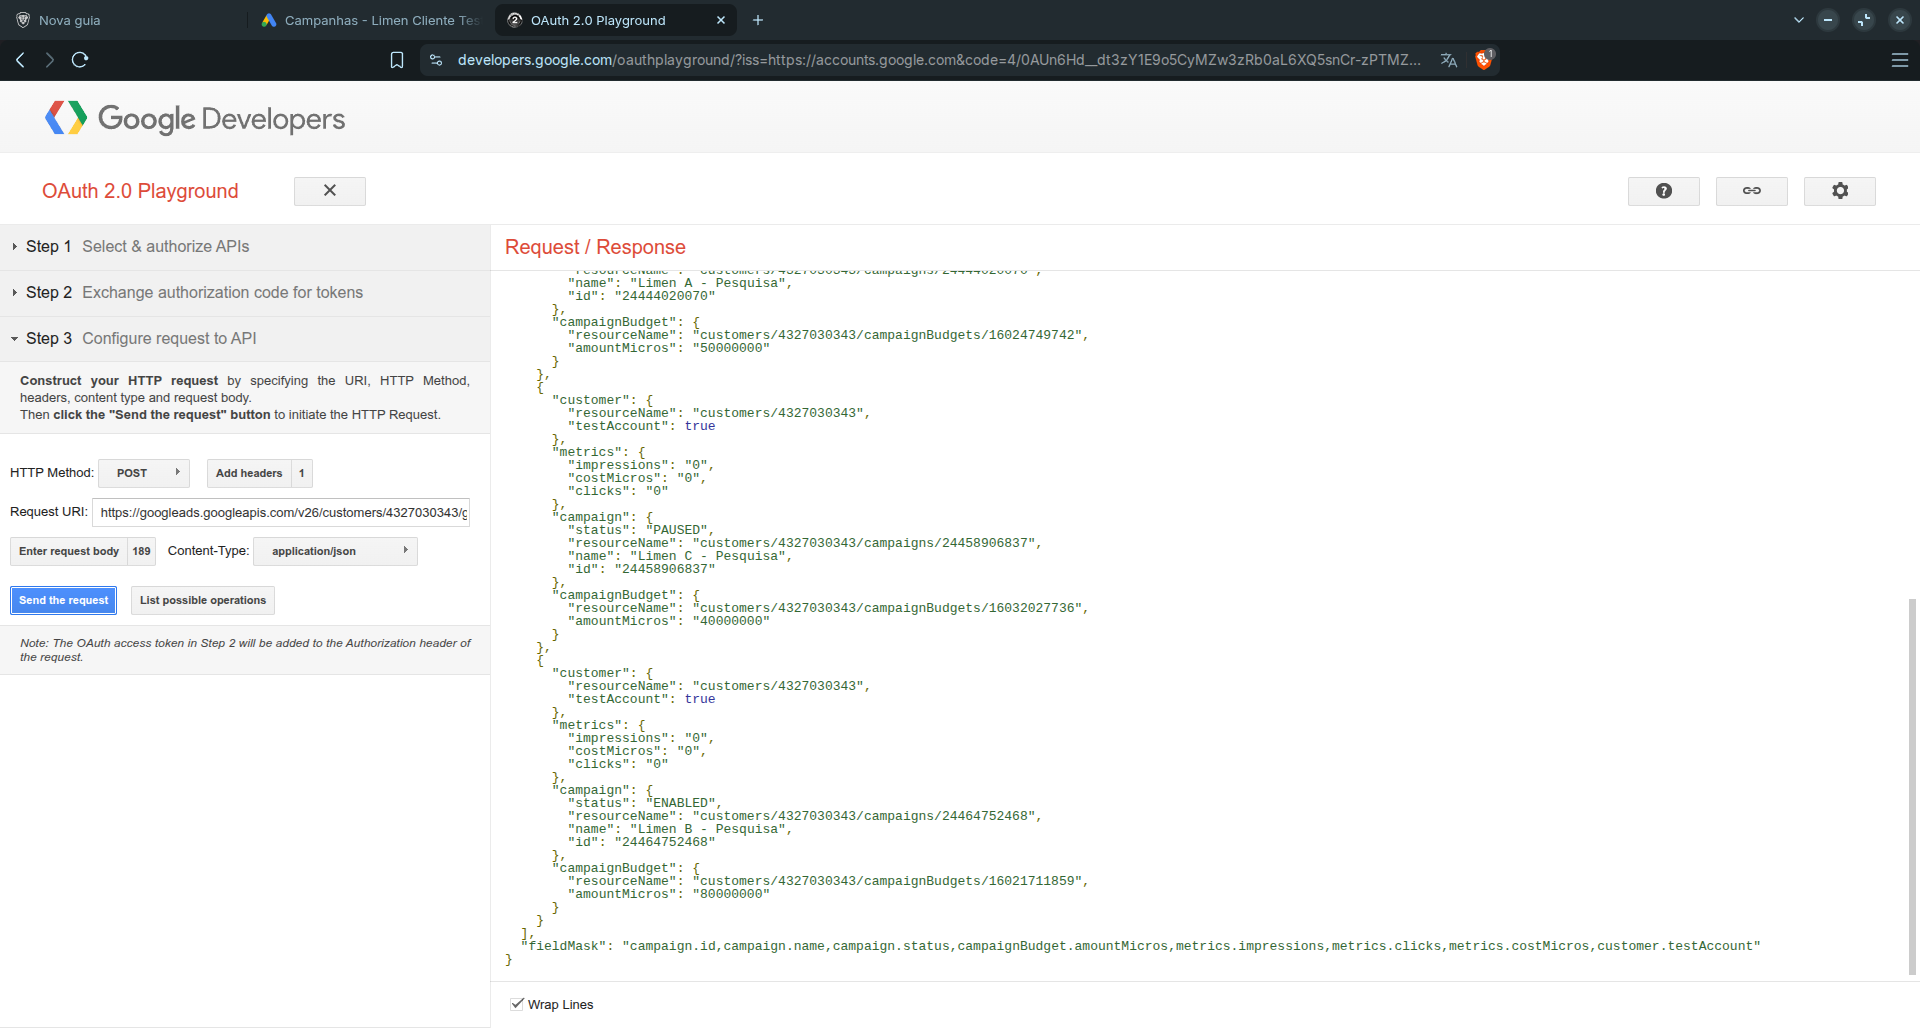 Nova guia
Campanhas - Limen Cliente Tes
OAuth 2.0 Playground
developers.google.com/oauthplayground/?iss=https://accounts.google.com&code=4/0AUn6Hd__dt3zY1E9o5CyMZw3zRb0aL6XQ5snCr-zPTMZ...
1
Google Developers
OAuth 2.0 Playground
Step 1 Select & authorize APIs
Step 2 Exchange authorization code for tokens
Step 3 Configure request to API
Construct your HTTP request by specifying the URI, HTTP Method,
headers, content type and request body.
Then click the "Send the request" button to initiate the HTTP Request.
HTTP Method: POST Add headers 1
Request URI: https://googleads.googleapis.com/v26/customers/4327030343/g
Enter request body 189 Content-Type: application/json
Send the request List possible operations
Note: The OAuth access token in Step 2 will be added to the Authorization header of
the request.
Request / Response
"resourceName": "customers/4327030343/campaigns/24444020070",
"name": "Limen A - Pesquisa",
"id": "24444020070"
},
"campaignBudget": {
"resourceName": "customers/4327030343/campaignBudgets/16024749742",
"amountMicros": "50000000"
}
},
{
"customer": {
"resourceName": "customers/4327030343",
"testAccount": true
},
"metrics": {
"impressions": "0",
"costMicros": "0",
"clicks": "0"
},
"campaign": {
"status": "PAUSED",
"resourceName": "customers/4327030343/campaigns/24458906837",
"name": "Limen C - Pesquisa",
"id": "24458906837"
},
"campaignBudget": {
"resourceName": "customers/4327030343/campaignBudgets/16032027736",
"amountMicros": "40000000"
}
},
{
"customer": {
"resourceName": "customers/4327030343",
"testAccount": true
},
"metrics": {
"impressions": "0",
"costMicros": "0",
"clicks": "0"
},
"campaign": {
"status": "ENABLED",
"resourceName": "customers/4327030343/campaigns/24464752468",
"name": "Limen B - Pesquisa",
"id": "24464752468"
},
"campaignBudget": {
"resourceName": "customers/4327030343/campaignBudgets/16021711859",
"amountMicros": "80000000"
}
}
],
"fieldMask": "campaign.id,campaign.name,campaign.status,campaignBudget.amountMicros,metrics.impressions,metrics.clicks,metrics.costMicros,customer.testAccount"
}
Wrap Lines